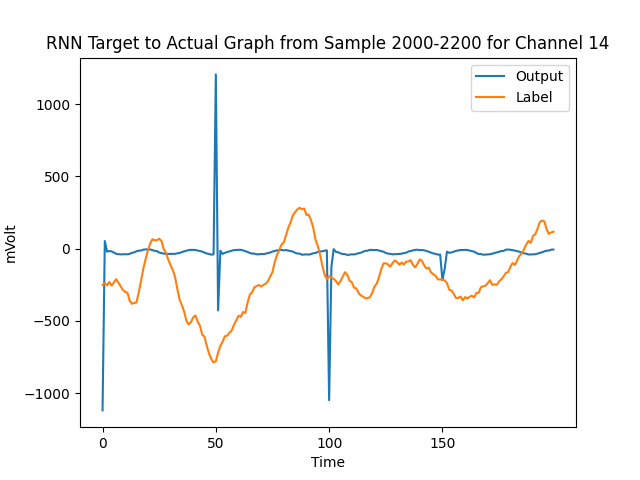 RNN Target to Actual Graph from Sample 2000-2200 for Channel 14
Output
Label
1000
500
0
−500
−1000
mVolt
0 50 100 150
Time